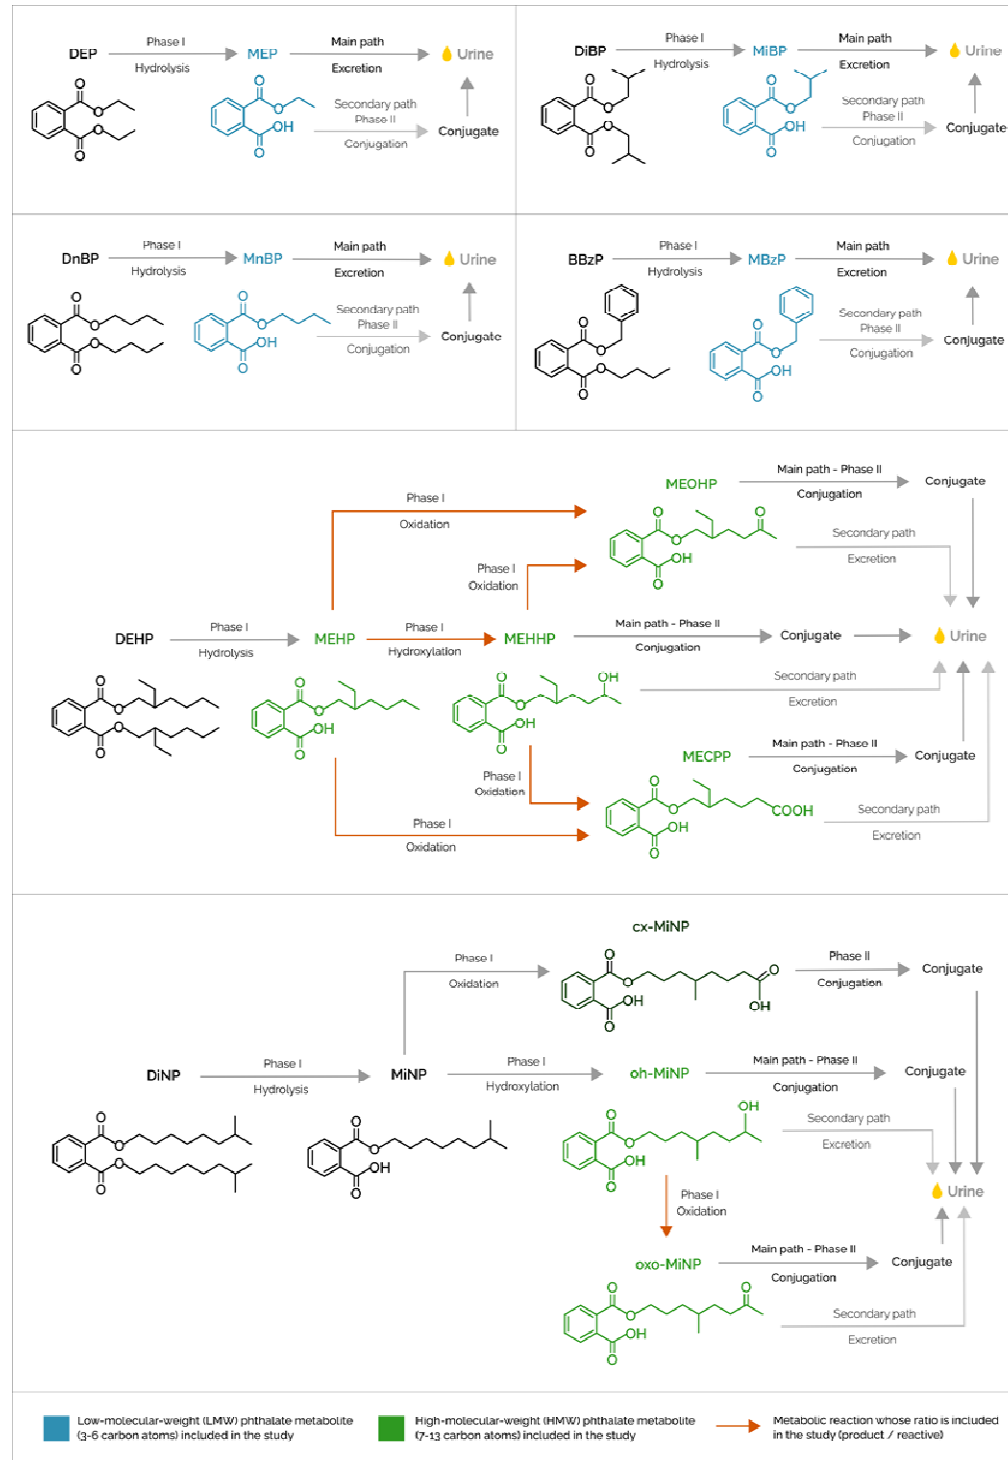 DEP
Phase I
Hydrolysis
MEP
Main path
Excretion
Urine
Secondary path
Phase II
Conjugation
Conjugate
OH
DiBP
Phase I
Hydrolysis
MiBP
Main path
Excretion
Urine
Secondary path
Phase II
Conjugation
Conjugate
OH
DnBP
Phase I
Hydrolysis
MnBP
Main path
Excretion
Urine
Secondary path
Phase II
Conjugation
Conjugate
OH
BBzP
Phase I
Hydrolysis
MBzP
Main path
Excretion
Urine
Secondary path
Phase II
Conjugation
Conjugate
OH
MEOHP
Main path - Phase II
Conjugation
Conjugate
Phase I
Oxidation
Secondary path
Excretion
OH
Phase I
Oxidation
DEHP
Phase I
Hydrolysis
MEHP
Phase I
Hydroxylation
MEHHP
Main path - Phase II
Conjugation
Conjugate
Urine
OH
Secondary path
Excretion
OH
OH
MECPP
Main path - Phase II
Conjugation
Conjugate
Phase I
Oxidation
COOH
Secondary path
Excretion
OH
Phase I
Oxidation
cx-MiNP
Phase I
Oxidation
Phase II
Conjugation
Conjugate
OH
OH
DiNP
Phase I
Hydrolysis
MiNP
Phase I
Hydroxylation
oh-MiNP
Main path - Phase II
Conjugation
Conjugate
OH
Secondary path
Excretion
OH
OH
Phase I
Oxidation
Urine
oxo-MiNP
Main path - Phase II
Conjugation
Conjugate
Secondary path
Excretion
OH
Low-molecular-weight (LMW) phthalate metabolite
(3-6 carbon atoms) included in the study
High-molecular-weight (HMW) phthalate metabolite
(7-13 carbon atoms) included in the study
Metabolic reaction whose ratio is included
in the study (product / reactive)